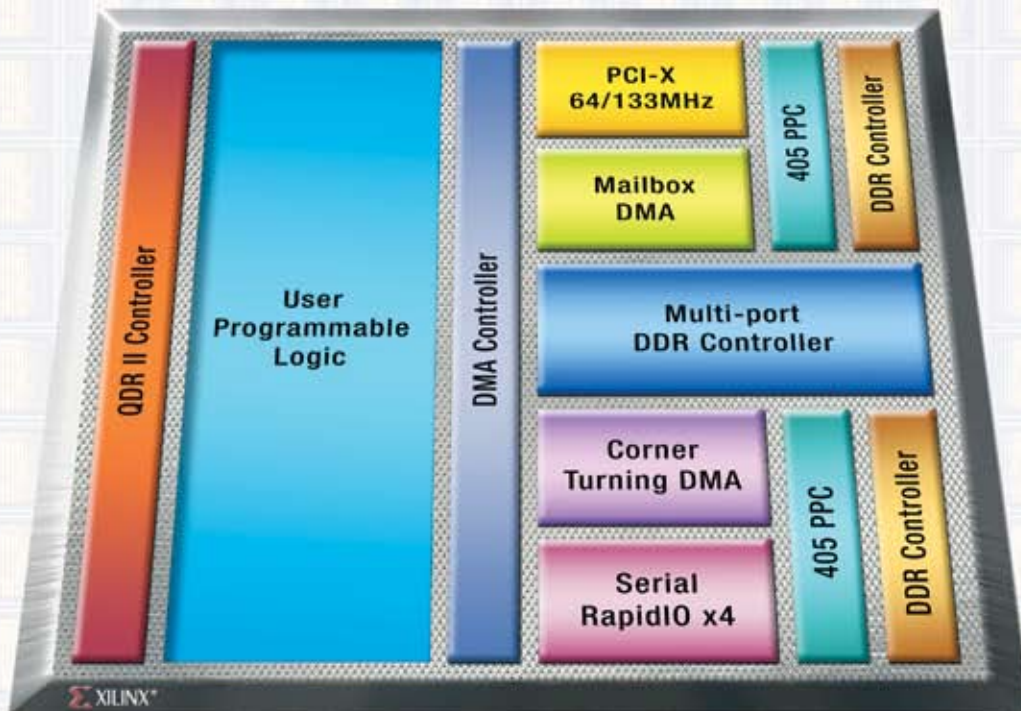 QDR II Controller
User
Programmable
Logic
DMA Controller
PCI-X
64/133MHz
Mailbox
DMA
405 PPC
DDR Controller
Multi-port
DDR Controller
Corner
Turning DMA
Serial
RapidIO x4
405 PPC
DDR Controller
XILINX®